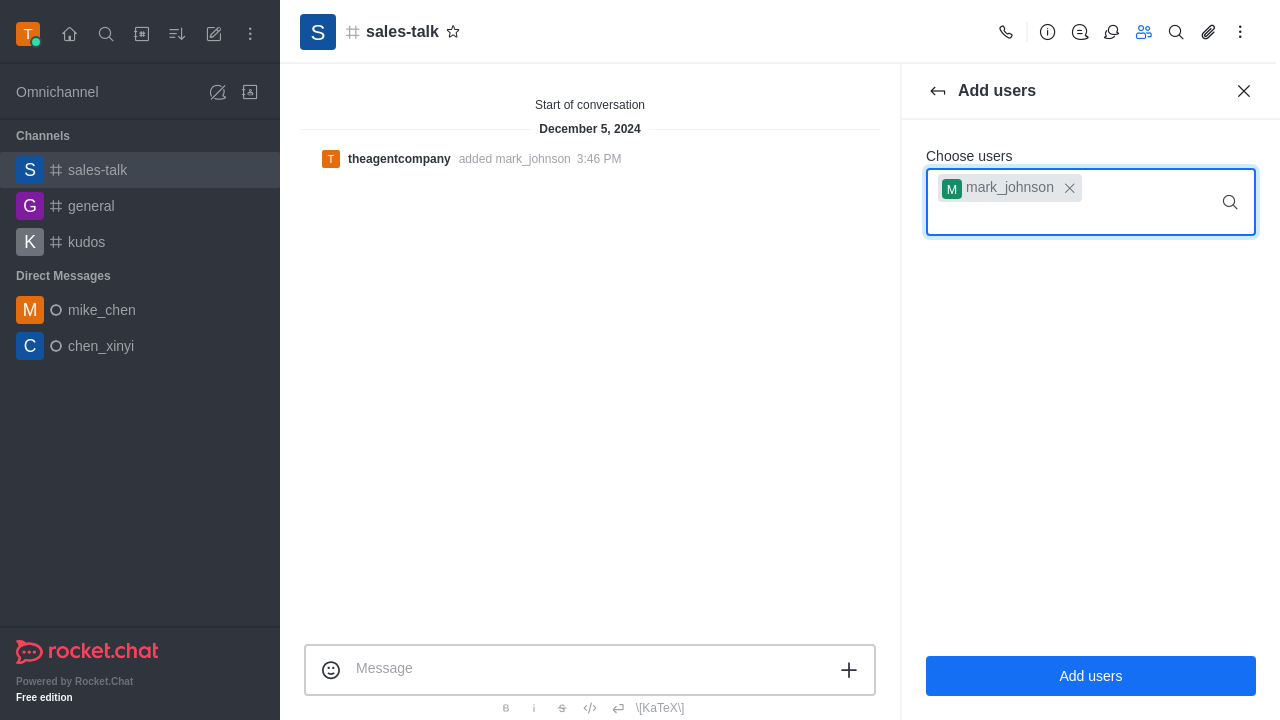 T
Omnichannel
Channels
S sales-talk
G general
K kudos
Direct Messages
M mike_chen
C chen_xinyi
rocket.chat
Powered by Rocket.Chat
Free edition
S sales-talk
Start of conversation
December 5, 2024
T theagentcompany added mark_johnson 3:46 PM
Message
B i S \[KaTeX\]
Add users
Choose users
M mark_johnson
Add users